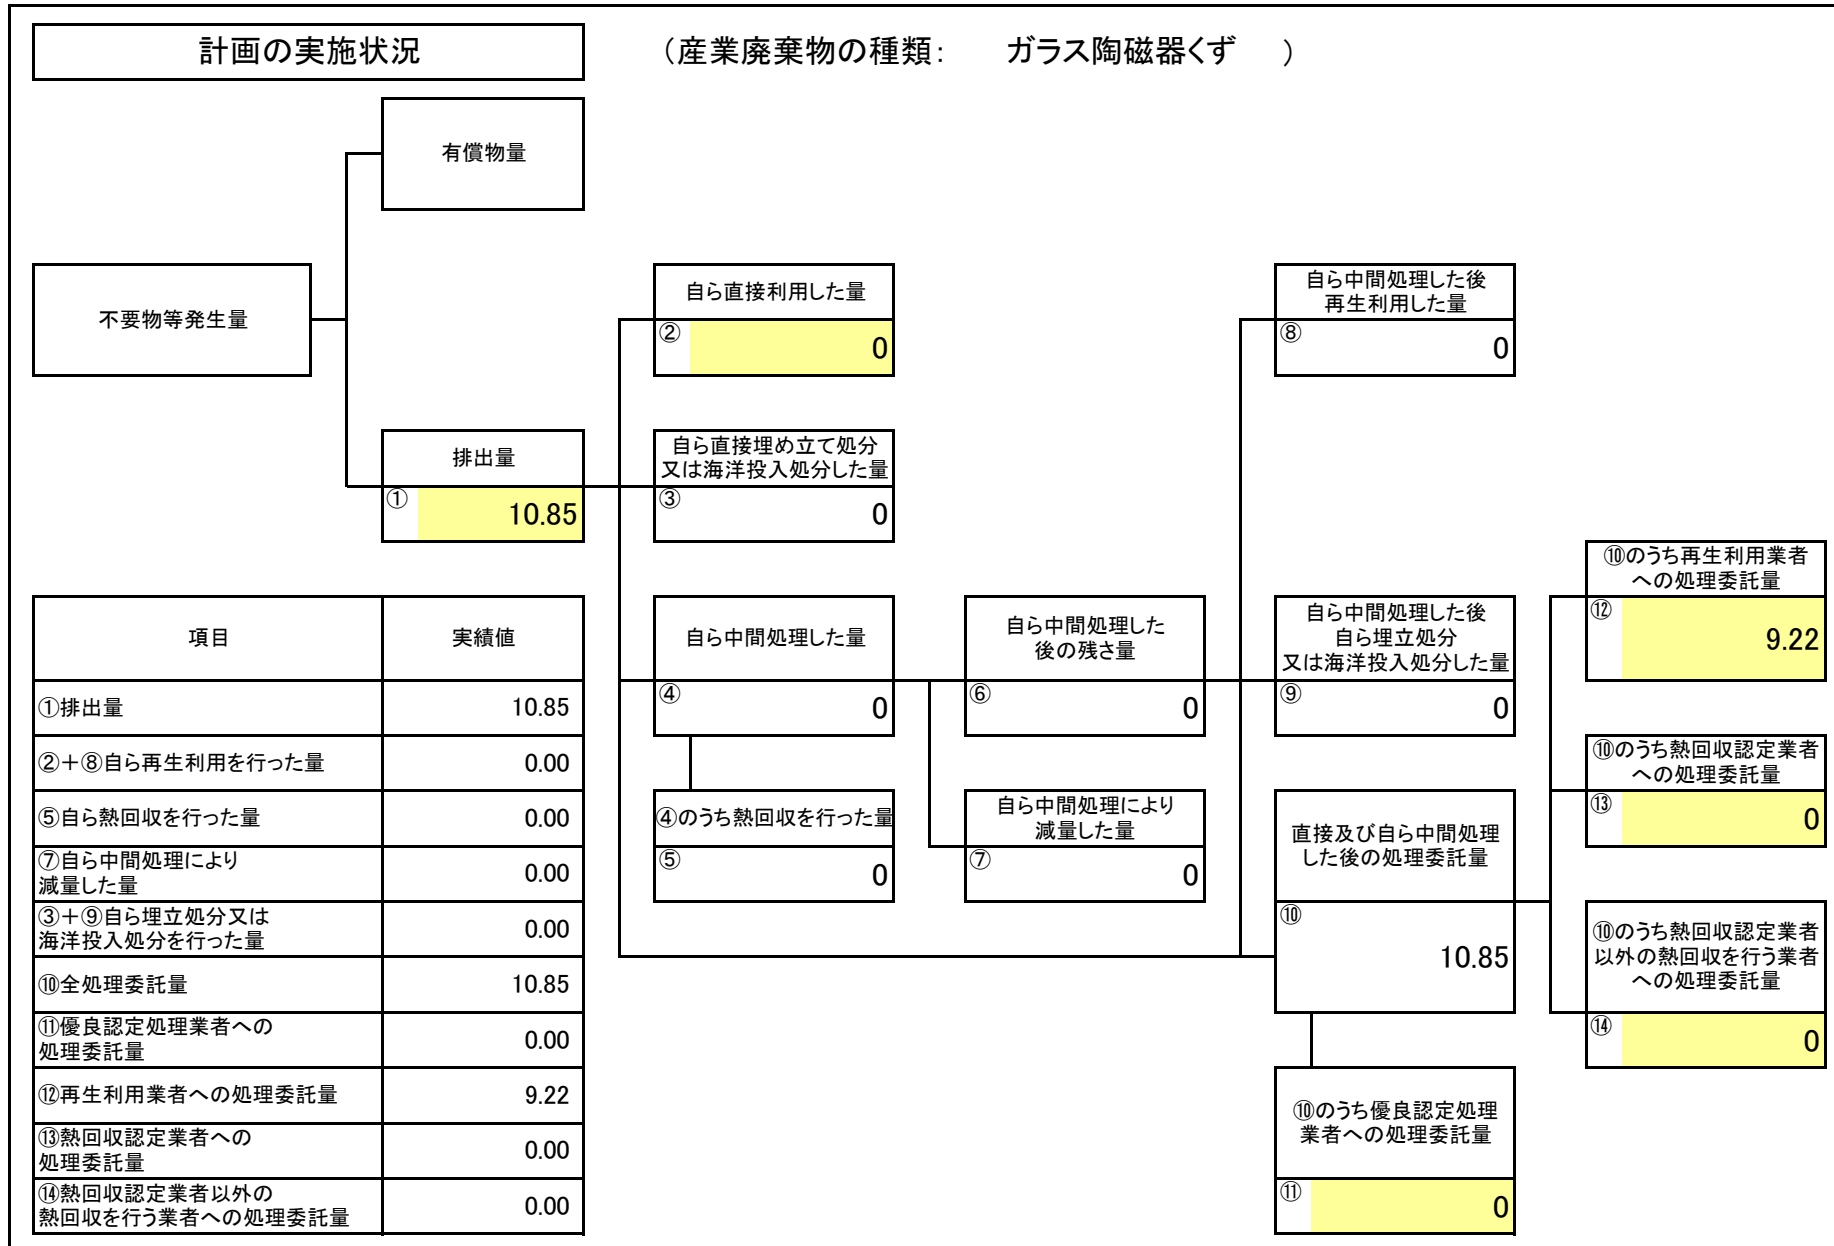 計画の実施状況
（産業廃棄物の種類： ガラス陶磁器くず ）
有償物量
不要物等発生量
自ら直接利用した量
② 0
自ら中間処理した後
再生利用した量
⑧ 0
排出量
① 10.85
自ら直接埋め立て処分
又は海洋投入処分した量
③ 0
⑩のうち再生利用業者
への処理委託量
⑫ 9.22
自ら中間処理した量
④ 0
自ら中間処理した
後の残さ量
⑥ 0
自ら中間処理した後
自ら埋立処分
又は海洋投入処分した量
⑨ 0
⑩のうち熱回収認定業者
への処理委託量
⑬ 0
④のうち熱回収を行った量
⑤ 0
自ら中間処理により
減量した量
⑦ 0
直接及び自ら中間処理
した後の処理委託量
⑩ 10.85
⑩のうち熱回収認定業者
以外の熱回収を行う業者
への処理委託量
⑭ 0
⑩のうち優良認定処理
業者への処理委託量
⑪ 0
項目 実績値
①排出量 10.85
②＋⑧自ら再生利用を行った量 0.00
⑤自ら熱回収を行った量 0.00
⑦自ら中間処理により
減量した量 0.00
③＋⑨自ら埋立処分又は
海洋投入処分を行った量 0.00
⑩全処理委託量 10.85
⑪優良認定処理業者への
処理委託量 0.00
⑫再生利用業者への処理委託量 9.22
⑬熱回収認定業者への
処理委託量 0.00
⑭熱回収認定業者以外の
熱回収を行う業者への処理委託量 0.00